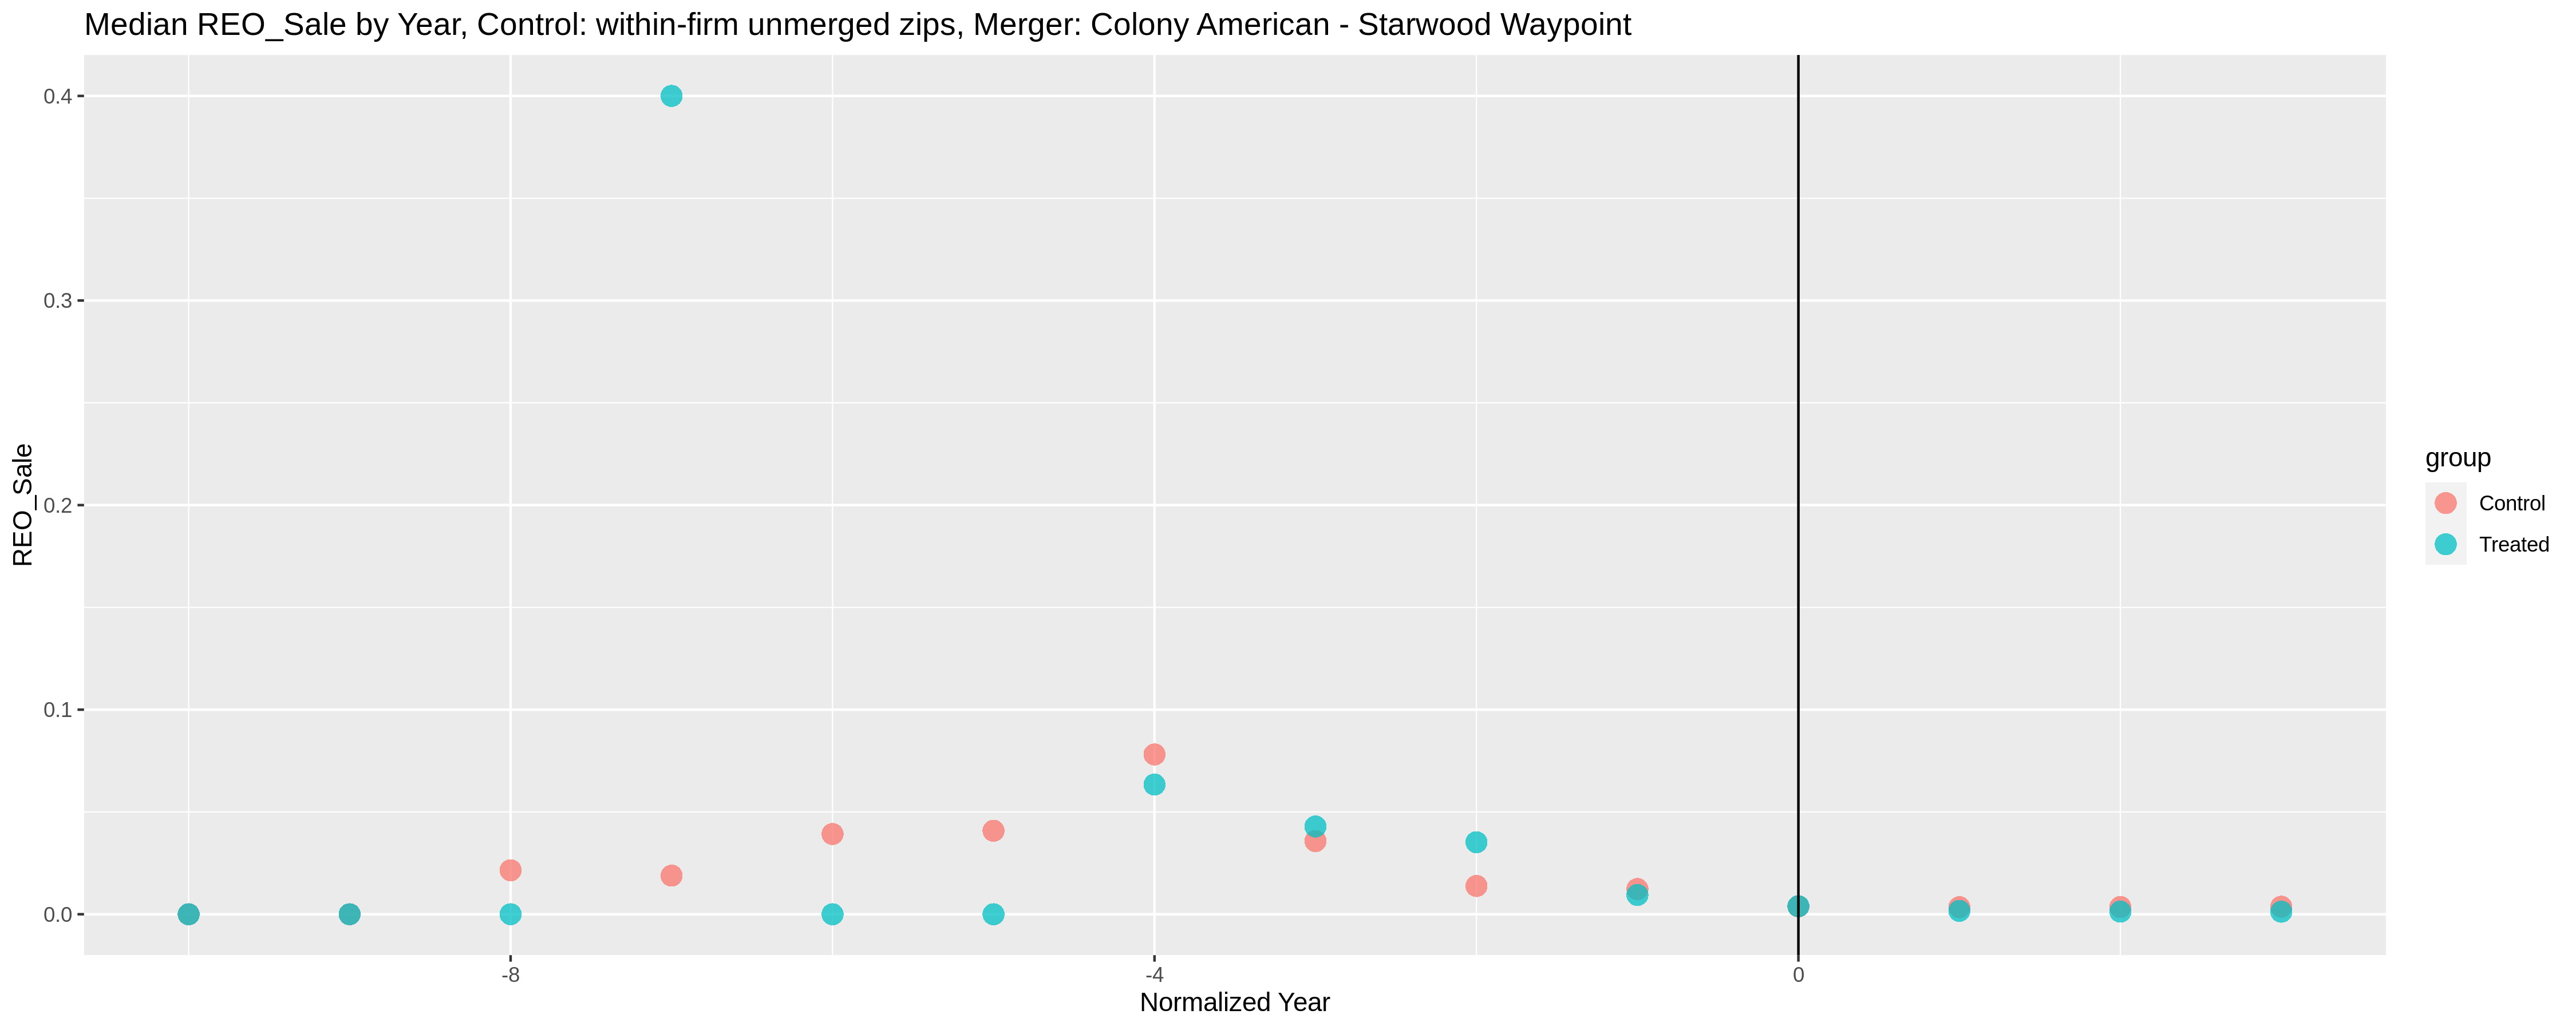 Median REO_Sale by Year, Control: within-firm unmerged zips, Merger: Colony American - Starwood Waypoint
0.4
0.3
0.2
0.1
0.0
REO_Sale
-8
-4
0
Normalized Year
group
Control
Treated